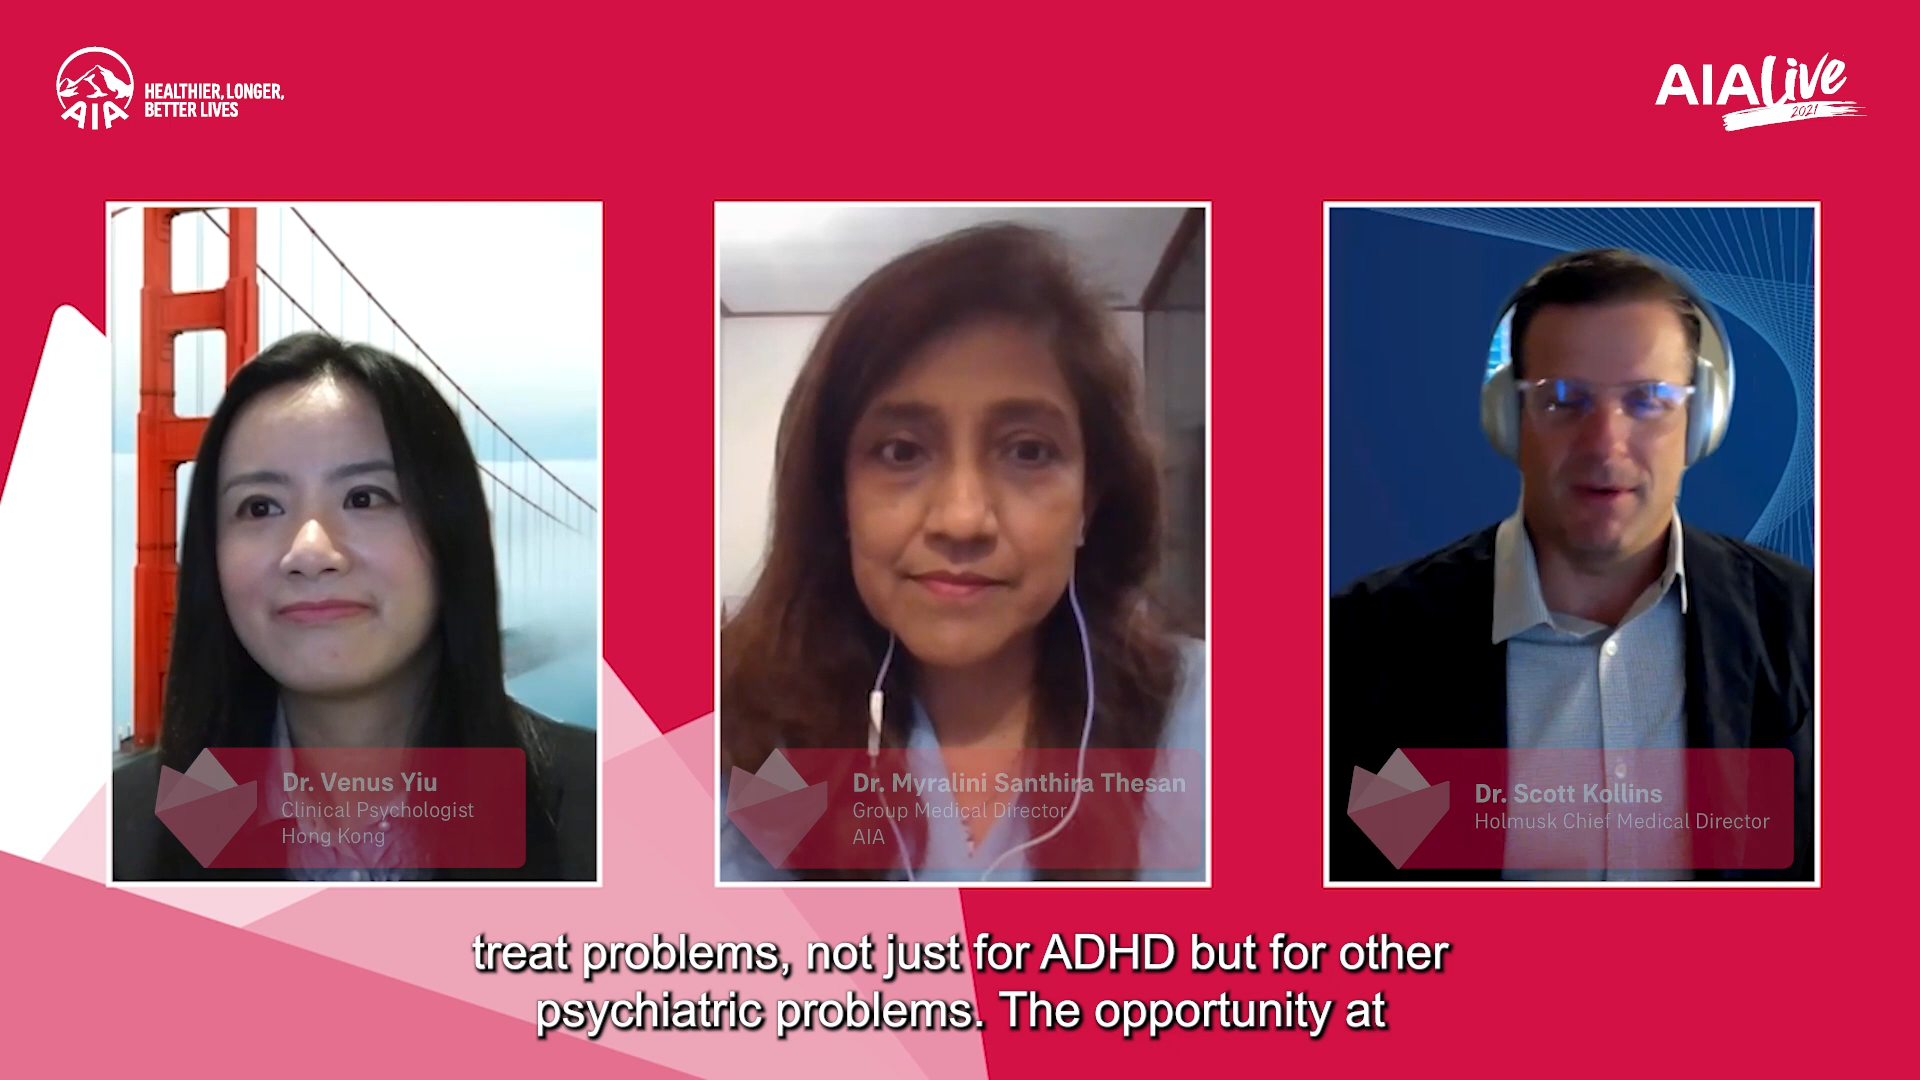 HEALTHIER, LONGER,
BETTER LIVES
AIA
AIA Live
2021
Dr. Venus Yiu
Clinical Psychologist
Hong Kong
Dr. Myralini Santhira Thesan
Group Medical Director
AIA
Dr. Scott Kollins
Holmusk Chief Medical Director
treat problems, not just for ADHD but for other
psychiatric problems. The opportunity at